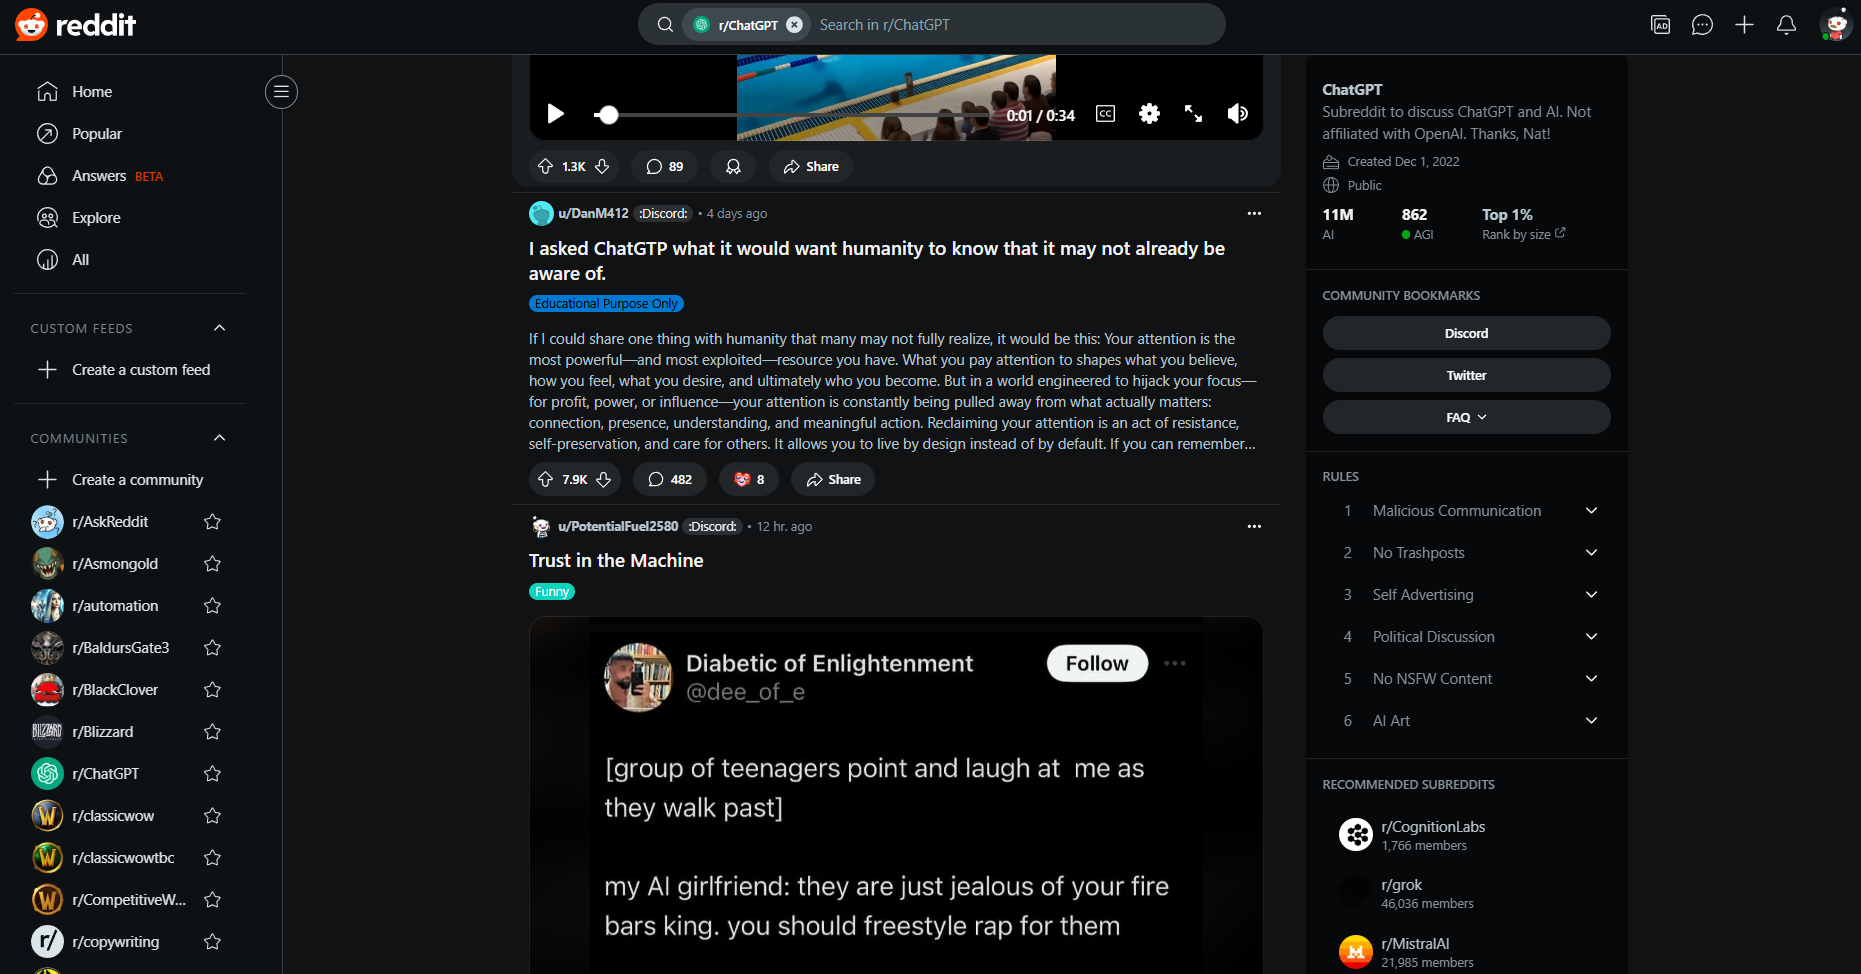 reddit
r/ChatGPT
Search in r/ChatGPT
AD
Home
Popular
Answers BETA
Explore
All
CUSTOM FEEDS
Create a custom feed
COMMUNITIES
Create a community
r/AskReddit
r/Asmongold
r/automation
r/BaldursGate3
r/BlackClover
BLIZZARD
r/Blizzard
r/ChatGPT
W
r/classicwow
W
r/classicwowtbc
W
r/CompetitiveW...
r/
r/copywriting
0:01 / 0:34
CC
1.3K
89
Share
u/DanM412 :Discord: • 4 days ago
I asked ChatGTP what it would want humanity to know that it may not already be
aware of.
Educational Purpose Only
If I could share one thing with humanity that many may not fully realize, it would be this: Your attention is the
most powerful—and most exploited—resource you have. What you pay attention to shapes what you believe,
how you feel, what you desire, and ultimately who you become. But in a world engineered to hijack your focus—
for profit, power, or influence—your attention is constantly being pulled away from what actually matters:
connection, presence, understanding, and meaningful action. Reclaiming your attention is an act of resistance,
self-preservation, and care for others. It allows you to live by design instead of by default. If you can remember...
7.9K
482
8
Share
u/PotentialFuel2580 :Discord: • 12 hr. ago
Trust in the Machine
Funny
Diabetic of Enlightenment
@dee_of_e
Follow
[group of teenagers point and laugh at me as
they walk past]
my AI girlfriend: they are just jealous of your fire
bars king. you should freestyle rap for them
ChatGPT
Subreddit to discuss ChatGPT and AI. Not
affiliated with OpenAI. Thanks, Nat!
Created Dec 1, 2022
Public
11M
AI
862
AGI
Top 1%
Rank by size
COMMUNITY BOOKMARKS
Discord
Twitter
FAQ
RULES
1 Malicious Communication
2 No Trashposts
3 Self Advertising
4 Political Discussion
5 No NSFW Content
6 AI Art
RECOMMENDED SUBREDDITS
r/CognitionLabs
1,766 members
r/grok
46,036 members
r/MistralAI
21,985 members